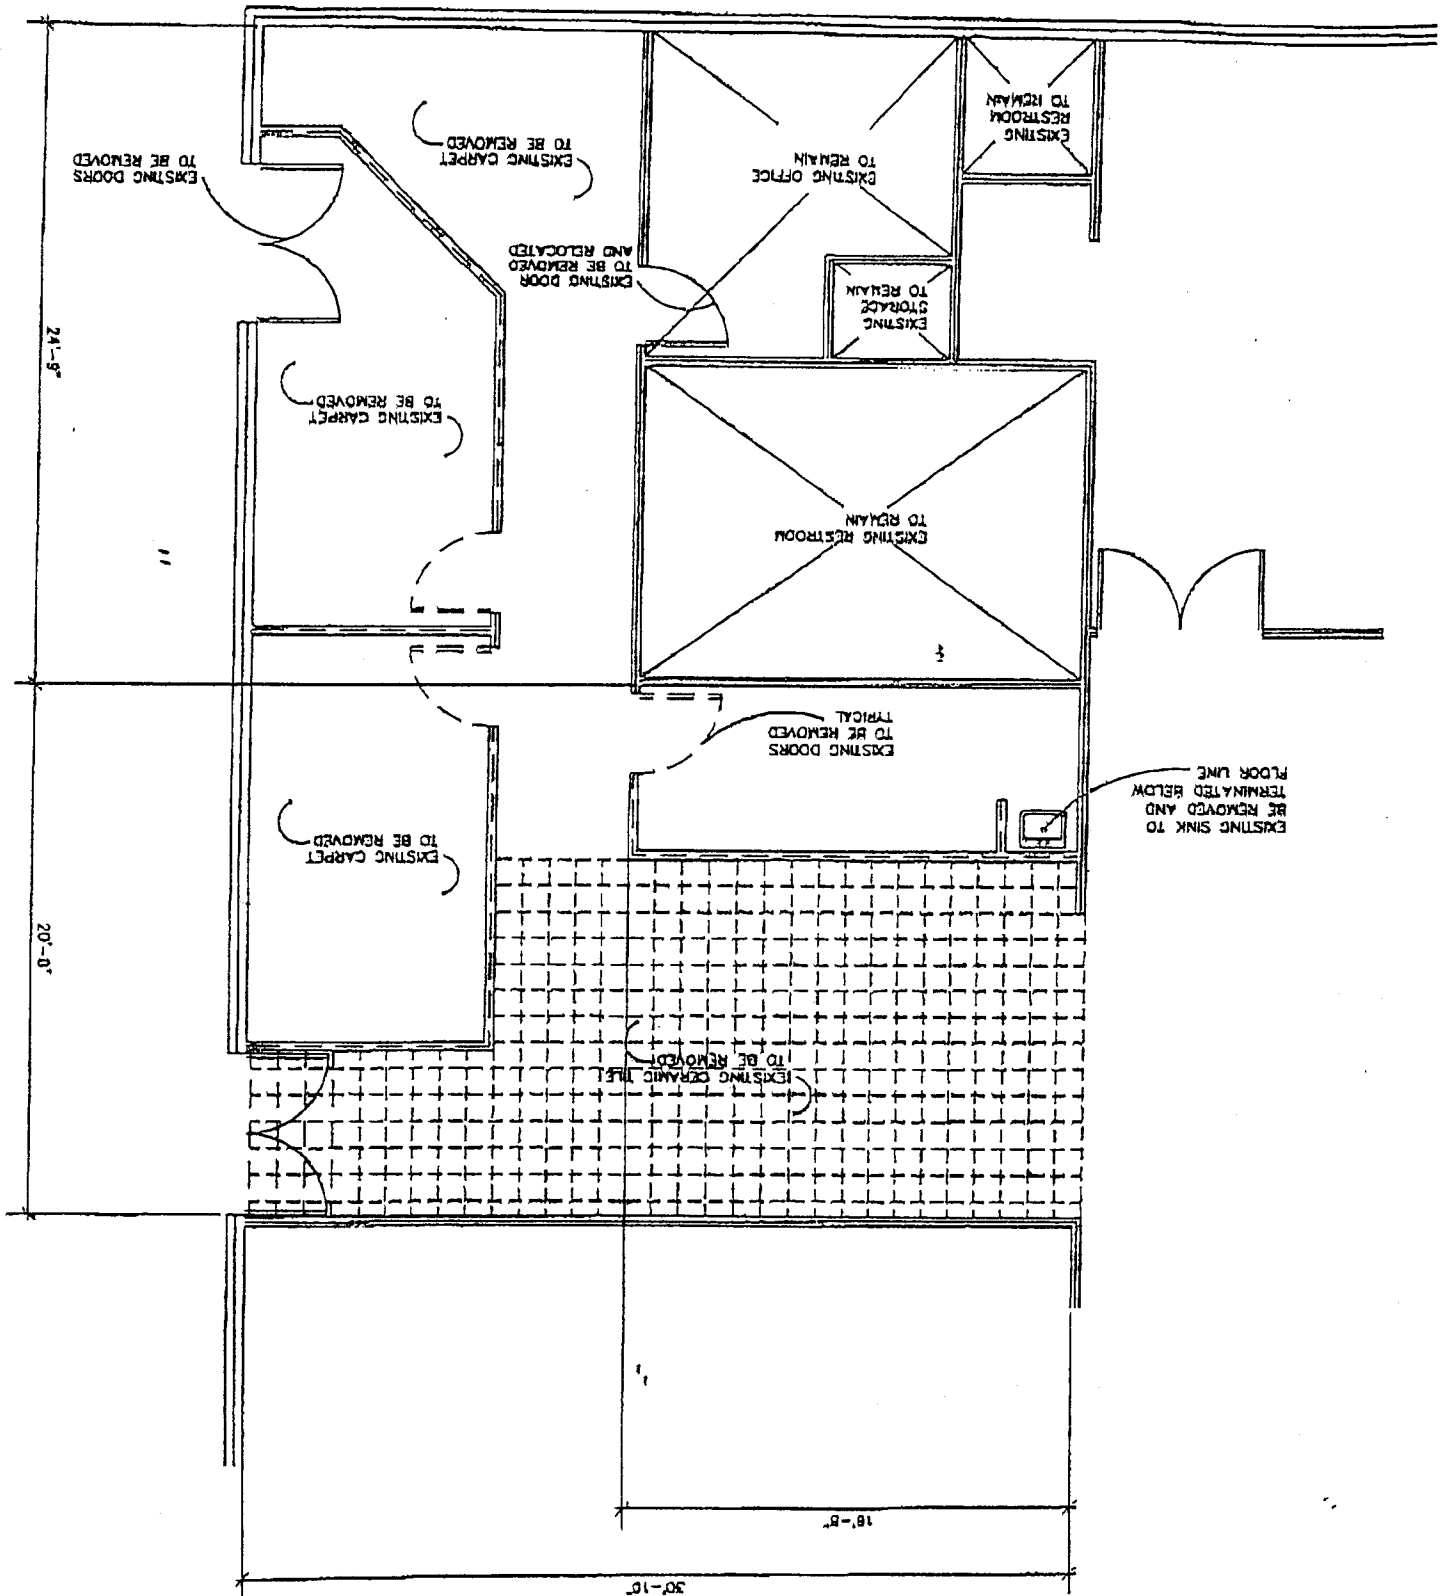 30'-10"
16'-8"
EXISTING CERAMIC TILE
TO BE REMOVED
20'-0"
EXISTING SINK TO
BE REMOVED AND
TERMINATED BELOW
FLOOR LINE
EXISTING CARPET
TO BE REMOVED
EXISTING DOORS
TO BE REMOVED
TYPICAL
EXISTING RESTROOM
TO REMAIN
EXISTING CARPET
TO BE REMOVED
24'-9"
EXISTING
STORAGE
TO REMAIN
EXISTING DOOR
TO BE REMOVED
AND RELOCATED
EXISTING OFFICE
TO REMAIN
EXISTING CARPET
TO BE REMOVED
EXISTING DOORS
TO BE REMOVED
EXISTING
RESTROOM
TO REMAIN